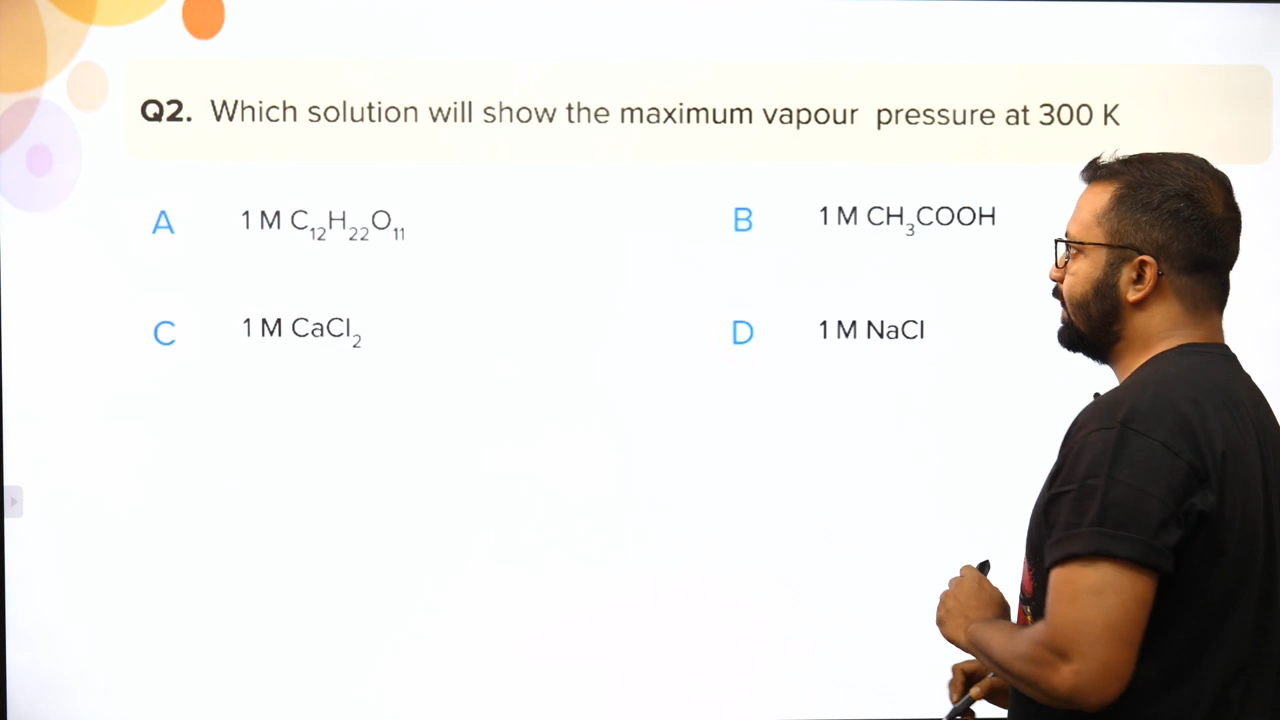 Q2. Which solution will show the maximum vapour pressure at 300 K
A 1 M C₁₂H₂₂O₁₁
B 1 M CH₃COOH
C 1 M CaCl₂
D 1 M NaCl